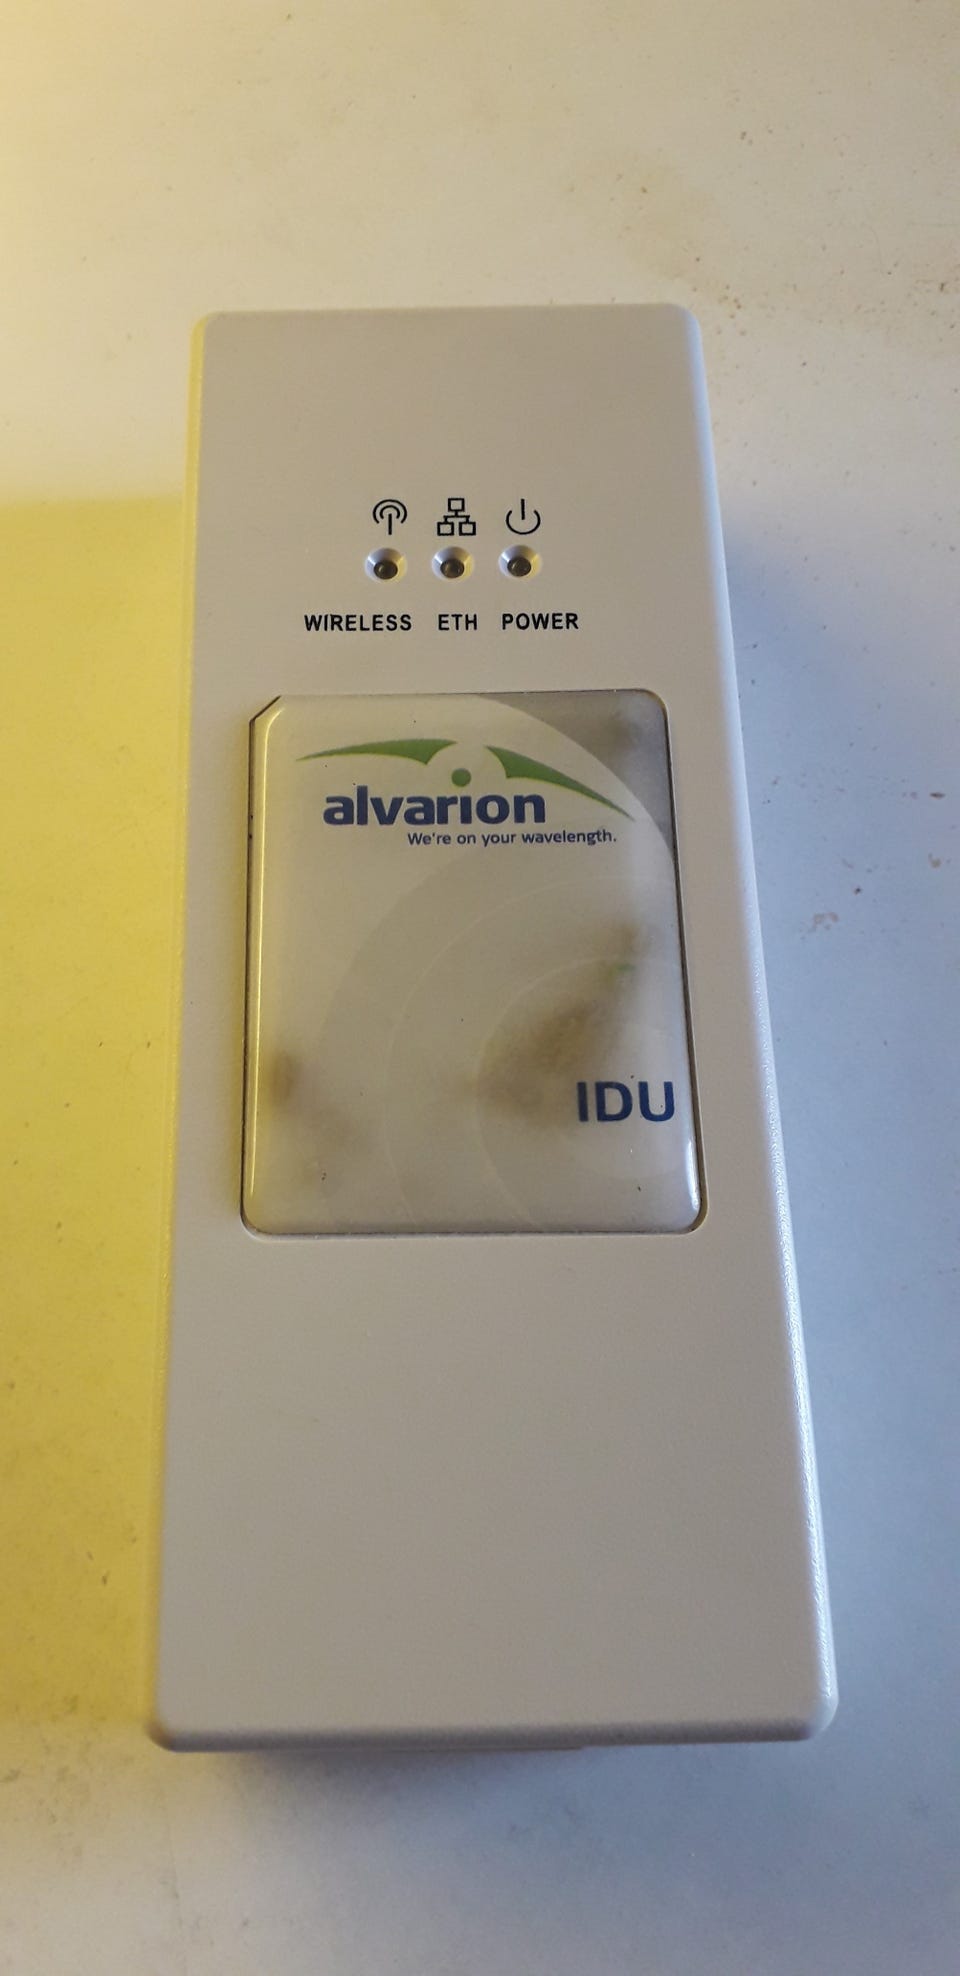 WIRELESS ETH POWER
alvarion
We're on your wavelength.
IDU